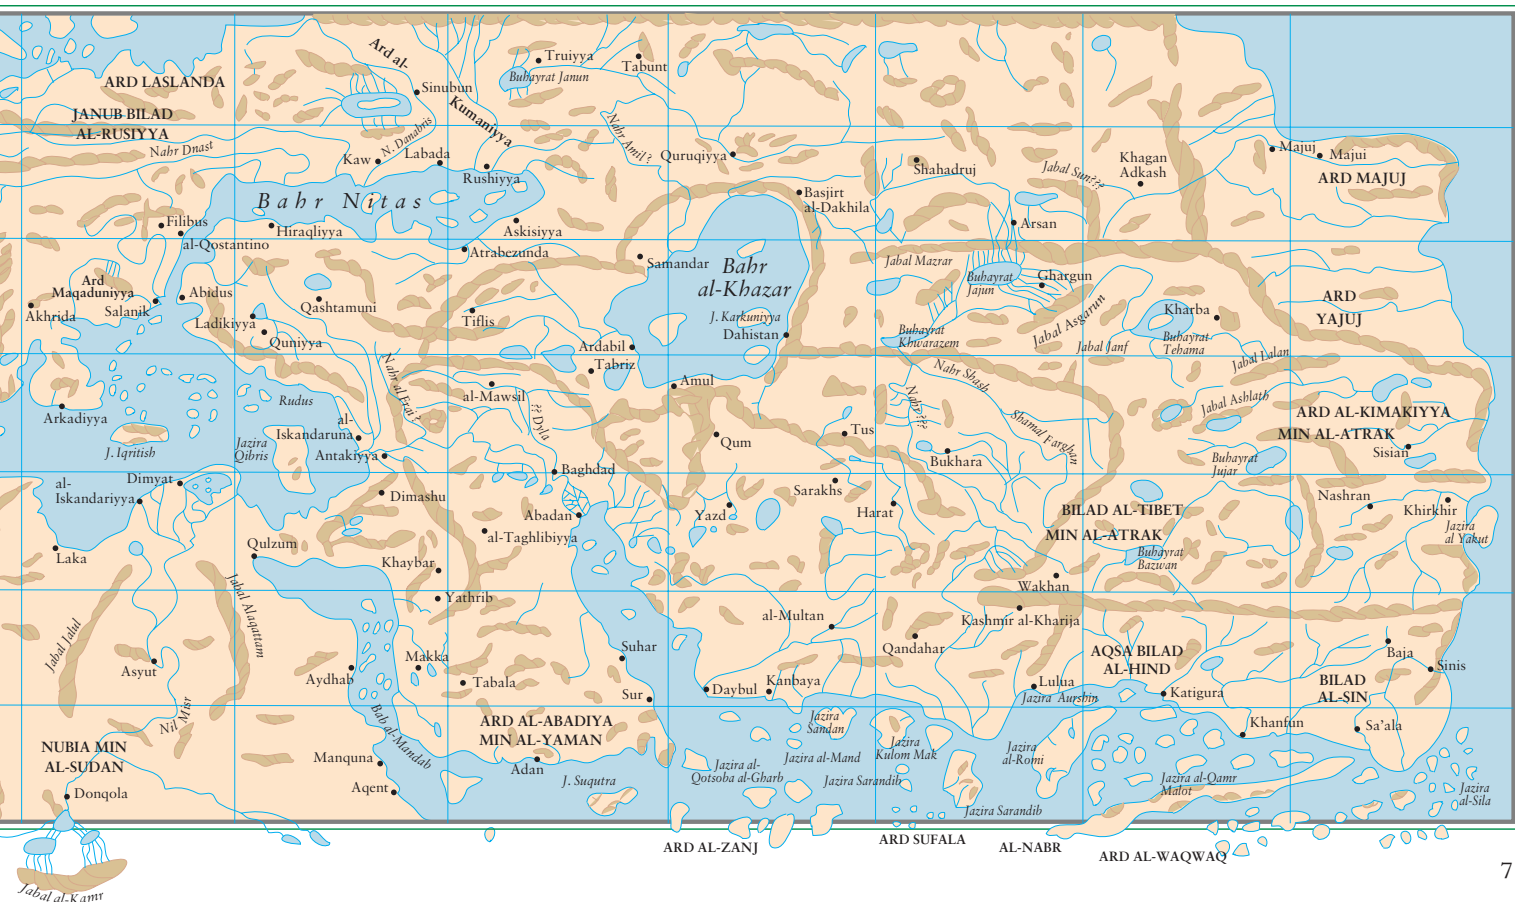 Ard al-
Kumaniyya
Truiyya
Tabunt
Buhayrat Janun
ARD LASLANDA
Sinubun
JANUB BILAD
AL-RUSIYYA
N. Danabris
Nahr Amil ?
Nahr Dnast
Kaw
Labada
Rushiyya
Quruqiyya
Shahadruj
Jabal Sun???
Khagan
Adkash
Majuj
Majui
ARD MAJUJ
Bahr Nitas
Basjirt
al-Dakhila
Filibus
Hiraqliyya
Askisiyya
Arsan
al-Qostantino
Atrabezunda
Samandar
Bahr
al-Khazar
Jabal Mazrar
Buhayrat
Jajun
Ghargun
Ard
Maqaduniyya
Abidus
Akhrida
Salanik
Qashtamuni
Ladikiyya
Tiflis
J. Karkuniyya
Dahistan
Jabal Asgarun
Kharba
ARD
YAJUJ
Quniyya
Ardabil
Tabriz
Buhayrat
Khwarazem
Jabal Janf
Buhayrat
Tehama
Jabal Lalan
Nahr al Frat ?
Amul
Nahr Shash
Rudus
al-Mawsil
?? Dyla
Nahr ???
Jabal Ashlath
Arkadiyya
al-
Iskandaruna
Shamal Farghan
ARD AL-KIMAKIYYA
MIN AL-ATRAK
J. Iqritish
Jazira
Qibris
Antakiyya
Qum
Tus
Bukhara
Sisian
Buhayrat
Jujar
Dimyat
al-
Iskandariyya
Baghdad
Dimashu
Sarakhs
Nashran
Khirkhir
Abadan
Yazd
Harat
BILAD AL-TIBET
MIN AL-ATRAK
Jazira
al Yakut
Laka
Qulzum
al-Taghlibiyya
Khaybar
Buhayrat
Bazwan
Wakhan
Jabal Alaqattam
Yathrib
al-Multan
Kashmir al-Kharija
Jabal Jalul
Qandahar
Suhar
Makka
AQSA BILAD
AL-HIND
Baja
Sinis
Asyut
Aydhab
Tabala
Sur
Daybul
Kanbaya
Lulua
Jazira Aurshin
Katigura
BILAD
AL-SIN
Nil Misr
Bab al-Mandab
ARD AL-ABADIYA
MIN AL-YAMAN
Jazira
Sandan
Khanfun
Sa'ala
NUBIA MIN
AL-SUDAN
Manquna
Adan
Jazira al-Mand
Jazira
Kulom Mak
Jazira
al-Romi
Jazira al-
Qotsoba al-Gharb
Jazira Sarandib
Jazira al-Qamr
Malot
J. Suqutra
Aqent
Donqola
Jazira Sarandib
Jazira
al-Sila
ARD AL-ZANJ
ARD SUFALA
AL-NABR
ARD AL-WAQWAQ
7
Jabal al-Kamr